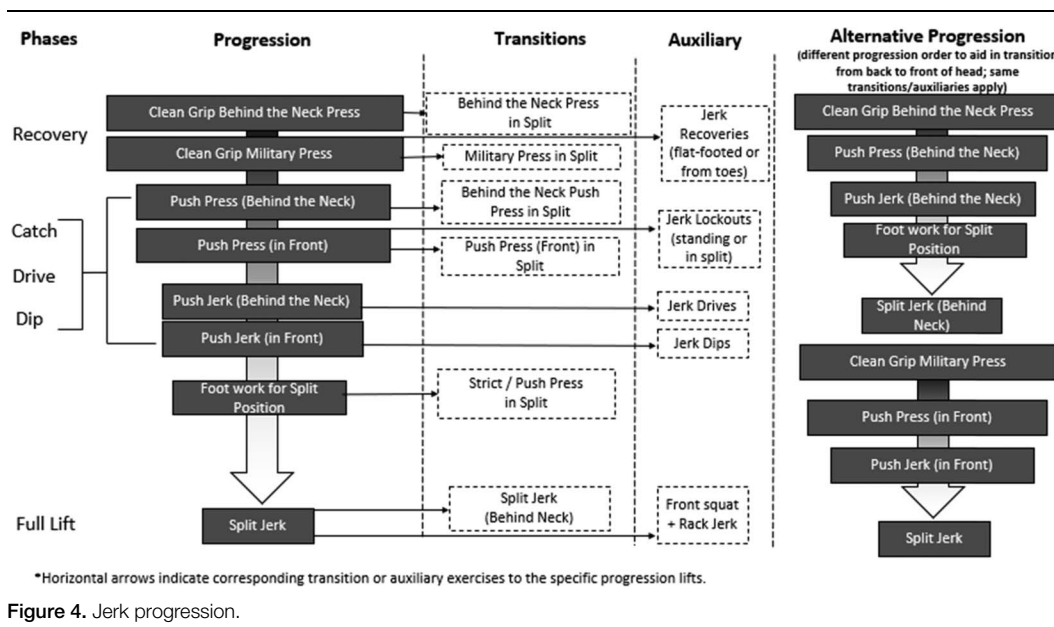 Phases
Progression
Transitions
Auxiliary
Alternative Progression
(different progression order to aid in transition
from back to front of head; same
transitions/auxiliaries apply)
Recovery
Clean Grip Behind the Neck Press
Behind the Neck Press
in Split
Clean Grip Military Press
Military Press in Split
Jerk
Recoveries
(flat-footed or
from toes)
Catch
Drive
Dip
Push Press (Behind the Neck)
Behind the Neck Push
Press in Split
Push Press (in Front)
Push Press (Front) in
Split
Jerk Lockouts
(standing or
in split)
Push Jerk (Behind the Neck)
Jerk Drives
Push Jerk (in Front)
Jerk Dips
Foot work for Split
Position
Strict / Push Press
in Split
Full Lift
Split Jerk
Split Jerk
(Behind Neck)
Front squat
+ Rack Jerk
Clean Grip Behind the Neck Press
Push Press (Behind the Neck)
Push Jerk (Behind the Neck)
Foot work for Split
Position
Split Jerk (Behind
Neck)
Clean Grip Military Press
Push Press (in Front)
Push Jerk (in Front)
Split Jerk
*Horizontal arrows indicate corresponding transition or auxiliary exercises to the specific progression lifts.
Figure 4. Jerk progression.